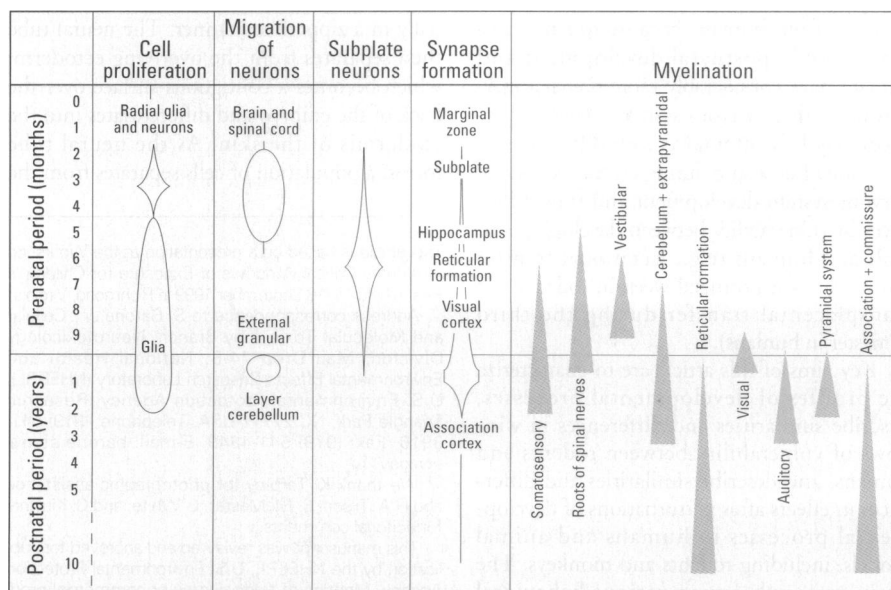 Cell
proliferation
Migration
of
neurons
Subplate
neurons
Synapse
formation
Myelination
Prenatal period (months)
0
1
2
3
4
5
6
7
8
9
Postnatal period (years)
1
2
3
4
5
10
Radial glia
and neurons
Glia
Brain and
spinal cord
External
granular
Layer
cerebellum
Marginal
zone
Subplate
Hippocampus
Reticular
formation
Visual
cortex
Association
cortex
Somatosensory
Roots of spinal nerves
Vestibular
Cerebellum + extrapyramidal
Reticular formation
Visual
Auditory
Pyramidal system
Association + commissure